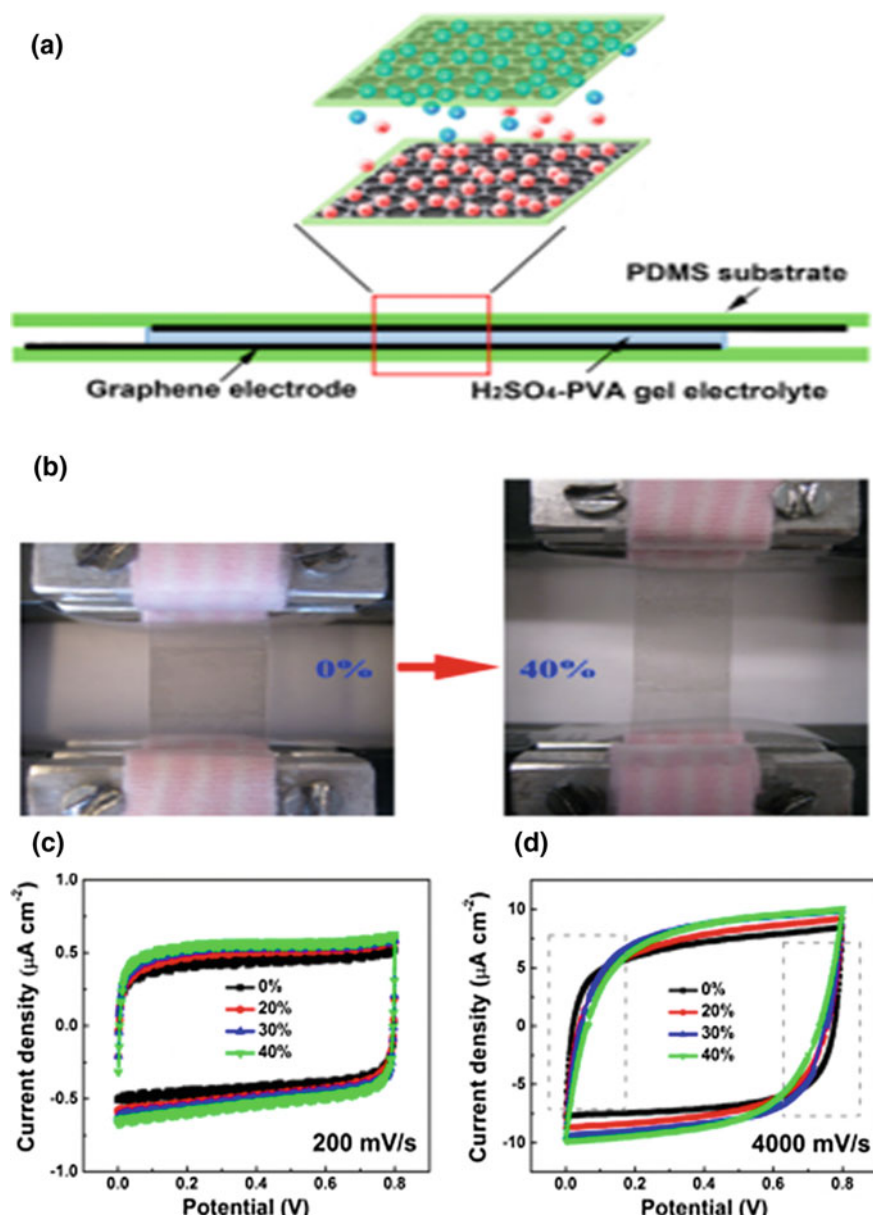 (a)
PDMS substrate
Graphene electrode
H₂SO₄-PVA gel electrolyte
(b)
0%
40%
(c)
Current density (μA cm⁻²)
1.0
0.5
0.0
-0.5
-1.0
0%
20%
30%
40%
200 mV/s
0.0 0.2 0.4 0.6 0.8
Potential (V)
(d)
Current density (μA cm⁻²)
10
5
0
-5
-10
0%
20%
30%
40%
4000 mV/s
0.0 0.2 0.4 0.6 0.8
Potential (V)